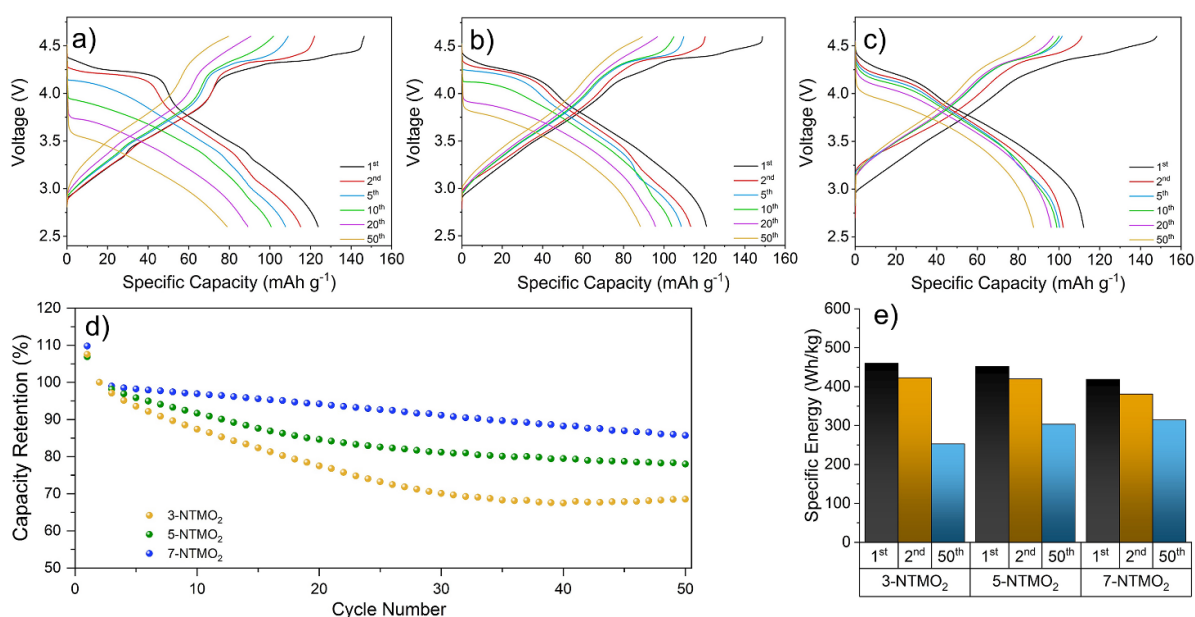 a)
4.5
4.0
3.5
3.0
2.5
Voltage (V)
1st
2nd
5th
10th
20th
50th
0 20 40 60 80 100 120 140 160
Specific Capacity (mAh g-1)
b)
4.5
4.0
3.5
3.0
2.5
Voltage (V)
1st
2nd
5th
10th
20th
50th
0 20 40 60 80 100 120 140 160
Specific Capacity (mAh g-1)
c)
4.5
4.0
3.5
3.0
2.5
Voltage (V)
1st
2nd
5th
10th
20th
50th
0 20 40 60 80 100 120 140 160
Specific Capacity (mAh g-1)
d)
120
110
100
90
80
70
60
50
Capacity Retention (%)
3-NTMO2
5-NTMO2
7-NTMO2
0 10 20 30 40 50
Cycle Number
e)
600
500
400
300
200
100
0
Specific Energy (Wh/kg)
1st 2nd 50th 1st 2nd 50th 1st 2nd 50th
3-NTMO2 5-NTMO2 7-NTMO2